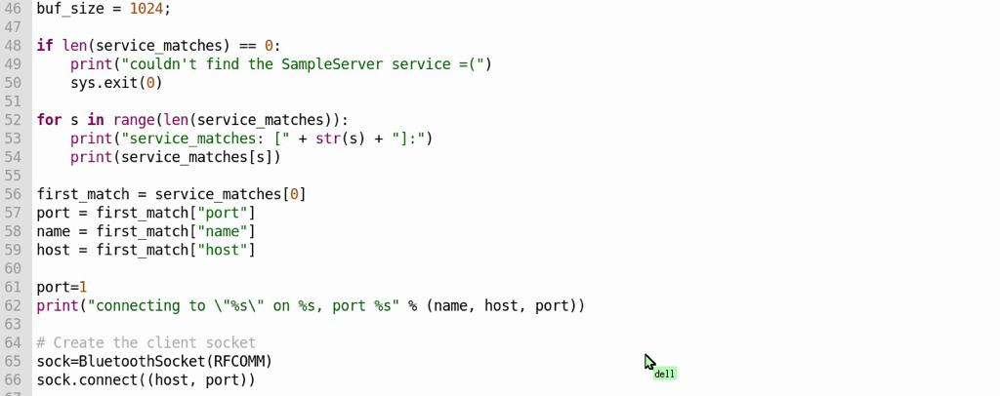 46 buf_size = 1024;
47
48 if len(service_matches) == 0:
49     print("couldn't find the SampleServer service =(")
50     sys.exit(0)
51
52 for s in range(len(service_matches)):
53     print("service_matches: [" + str(s) + "]:")
54     print(service_matches[s])
55
56 first_match = service_matches[0]
57 port = first_match["port"]
58 name = first_match["name"]
59 host = first_match["host"]
60
61 port=1
62 print("connecting to \"%s\" on %s, port %s" % (name, host, port))
63
64 # Create the client socket
65 sock=BluetoothSocket(RFCOMM)
dell
66 sock.connect((host, port))